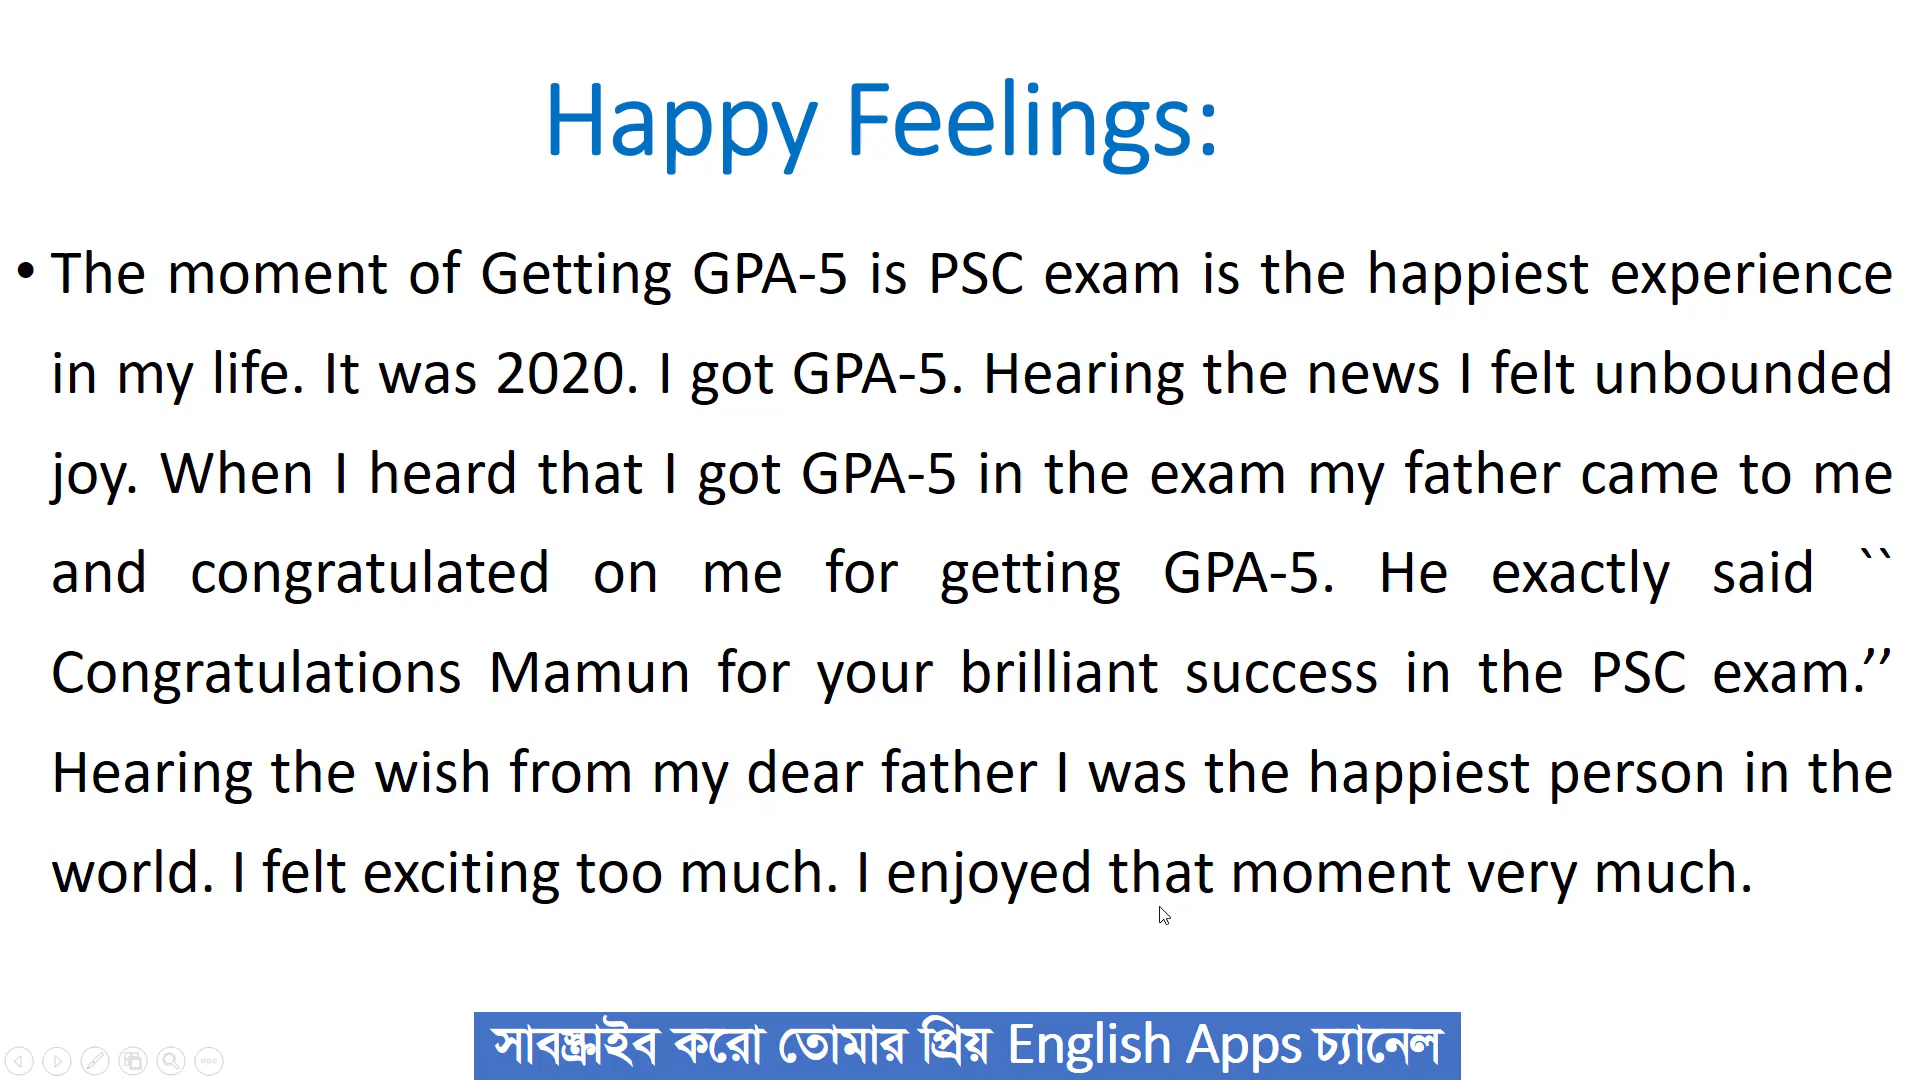 Happy Feelings:
• The moment of Getting GPA-5 is PSC exam is the happiest experience
in my life. It was 2020. I got GPA-5. Hearing the news I felt unbounded
joy. When I heard that I got GPA-5 in the exam my father came to me
and congratulated on me for getting GPA-5. He exactly said ``
Congratulations Mamun for your brilliant success in the PSC exam.’’
Hearing the wish from my dear father I was the happiest person in the
world. I felt exciting too much. I enjoyed that moment very much.
সাবস্ক্রাইব করো তোমার প্রিয় English Apps চ্যানেল